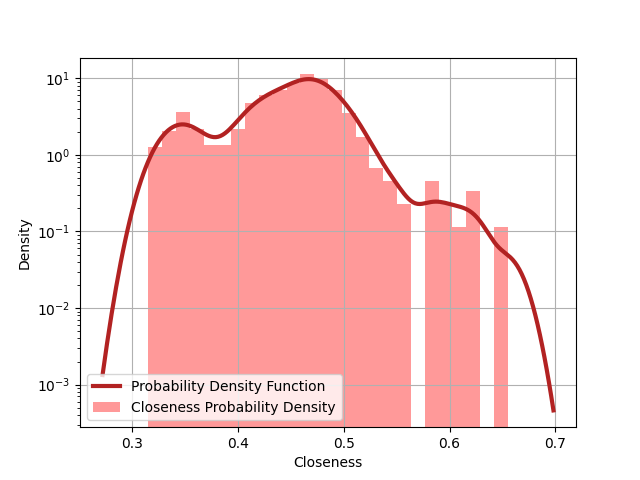 10¹
10⁰
10⁻¹
10⁻²
10⁻³
Density
Probability Density Function
Closeness Probability Density
0.3 0.4 0.5 0.6 0.7
Closeness